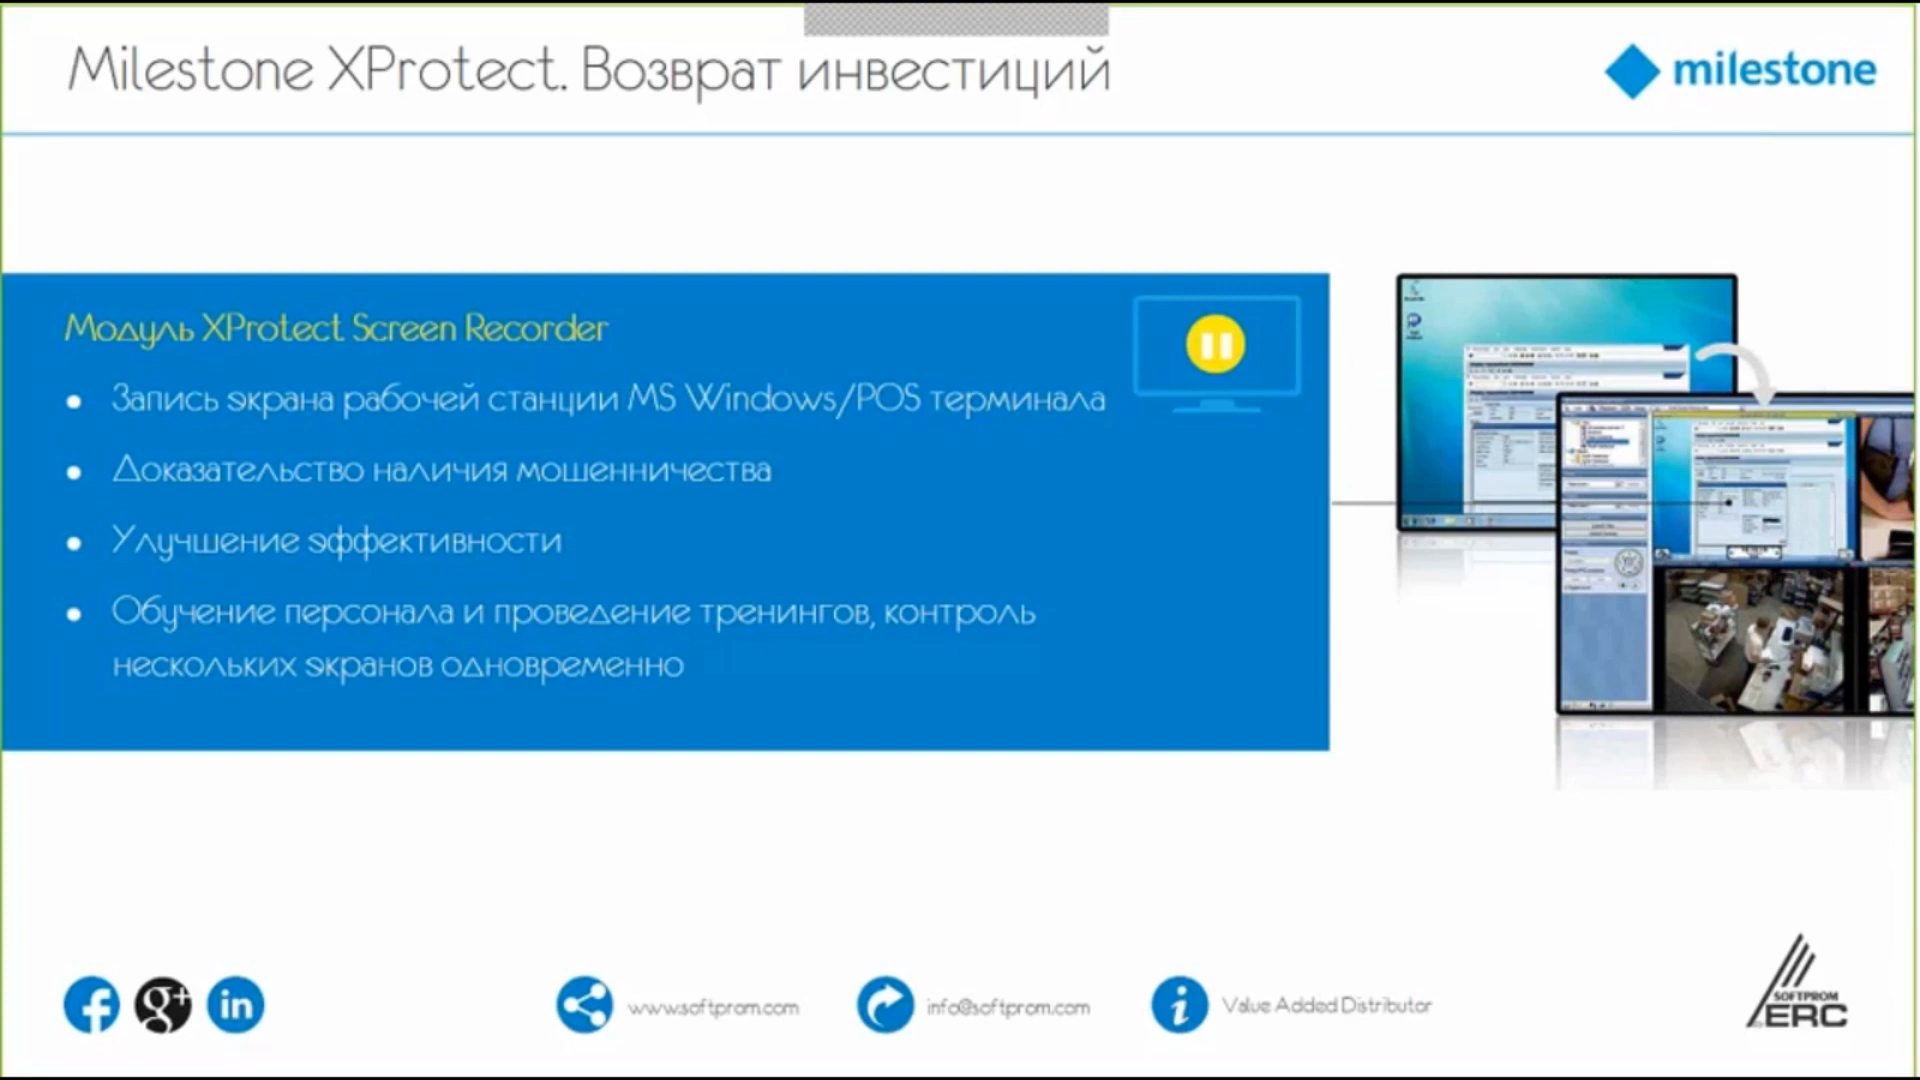 Milestone XProtect. Возврат инвестиций
milestone
Модуль XProtect Screen Recorder
• Запись экрана рабочей станции MS Windows/POS терминала
• Доказательство наличия мошенничества
• Улучшение эффективности
• Обучение персонала и проведение тренингов, контроль
нескольких экранов одновременно
www.softprom.com
info@softprom.com
Value Added Distributor
SOFTPROM
ERC